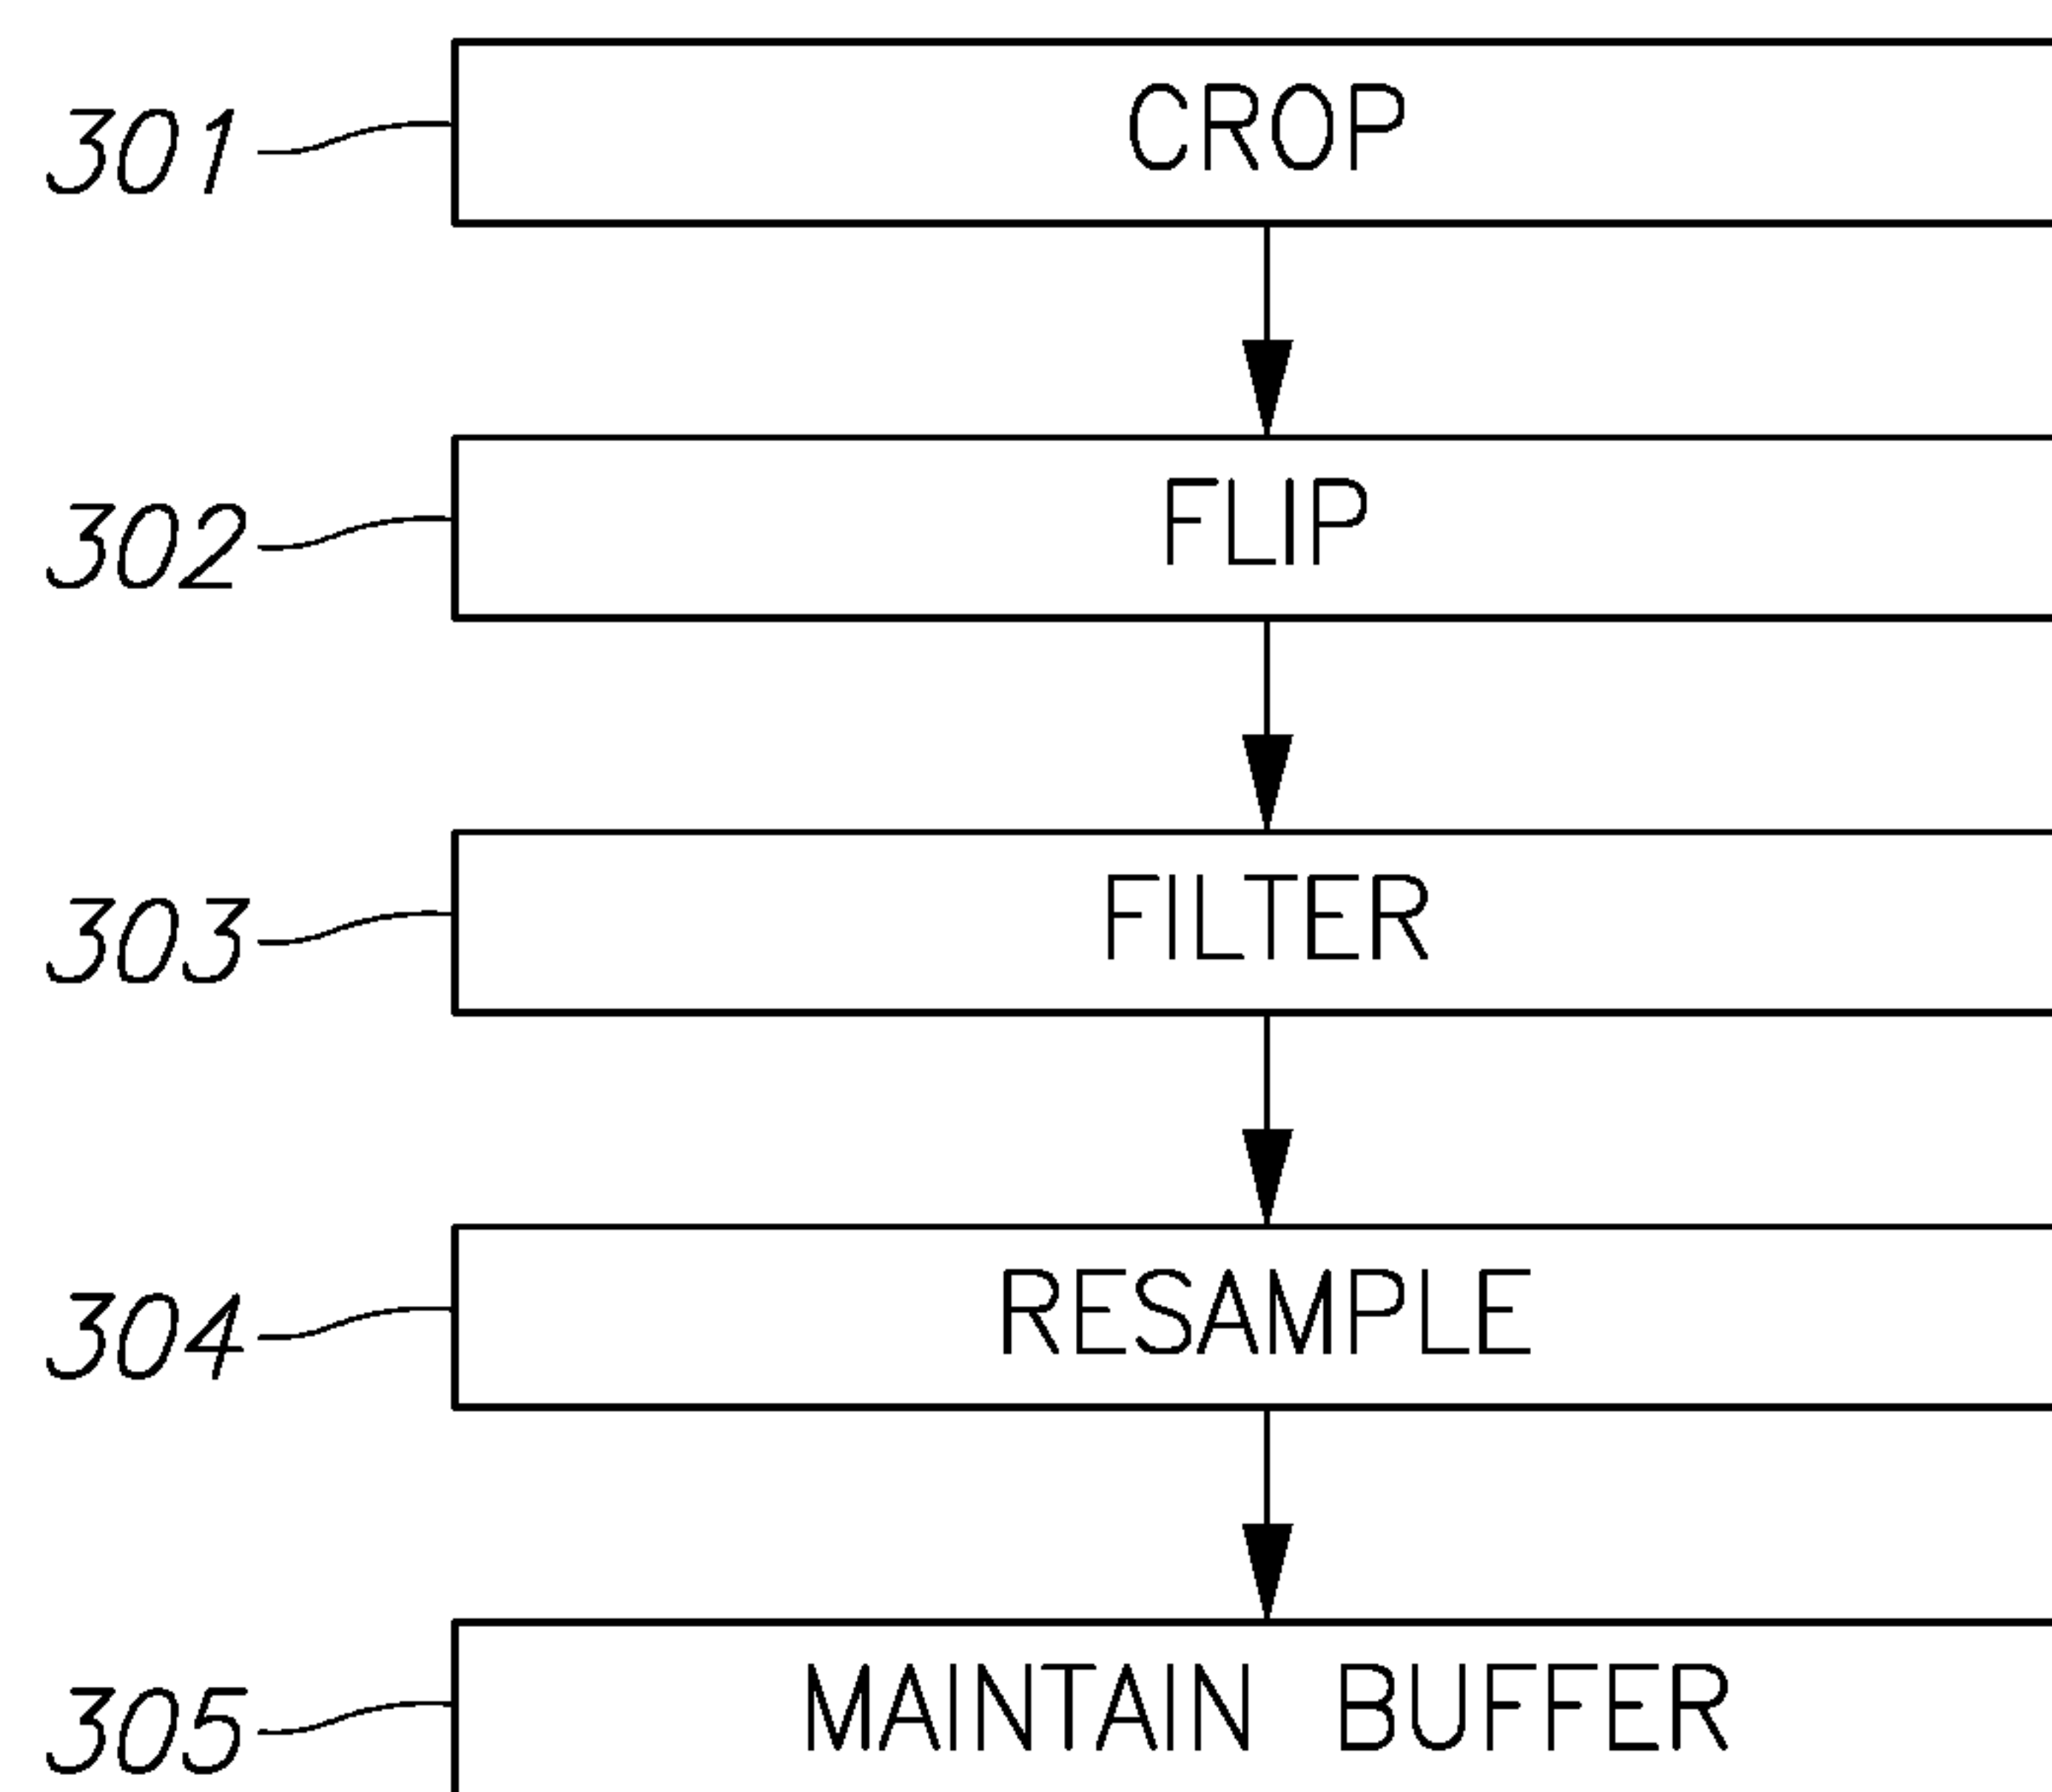 301 CROP
302 FLIP
303 FILTER
304 RESAMPLE
305 MAINTAIN BUFFER